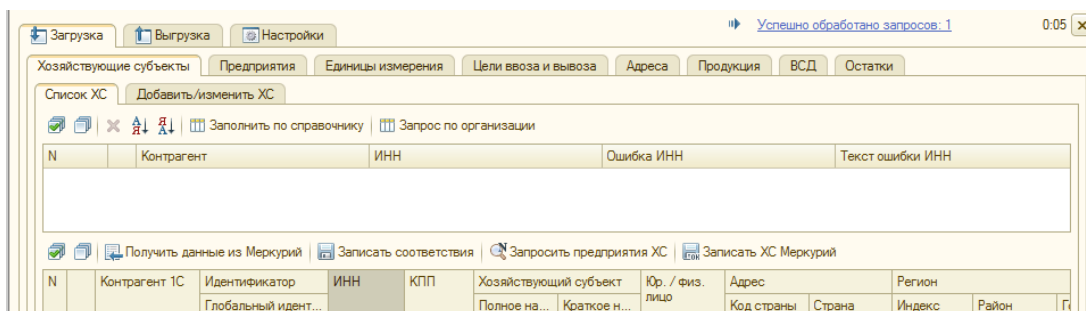 Успешно обработано запросов: 1 0:05
Загрузка Выгрузка Настройки
Хозяйствующие субъекты Предприятия Единицы измерения Цели ввоза и вывоза Адреса Продукция ВСД Остатки
Список ХС Добавить/изменить ХС
Заполнить по справочнику Запрос по организации
N Контрагент ИНН Ошибка ИНН Текст ошибки ИНН
Получить данные из Меркурий Записать соответствия Запросить предприятия ХС Записать ХС Меркурий
N Контрагент 1С Идентификатор ИНН КПП Хозяйствующий субъект Юр. / физ. лицо Адрес Регион
Глобальный идент... Полное на... Краткое н... Код страны Страна Индекс Район